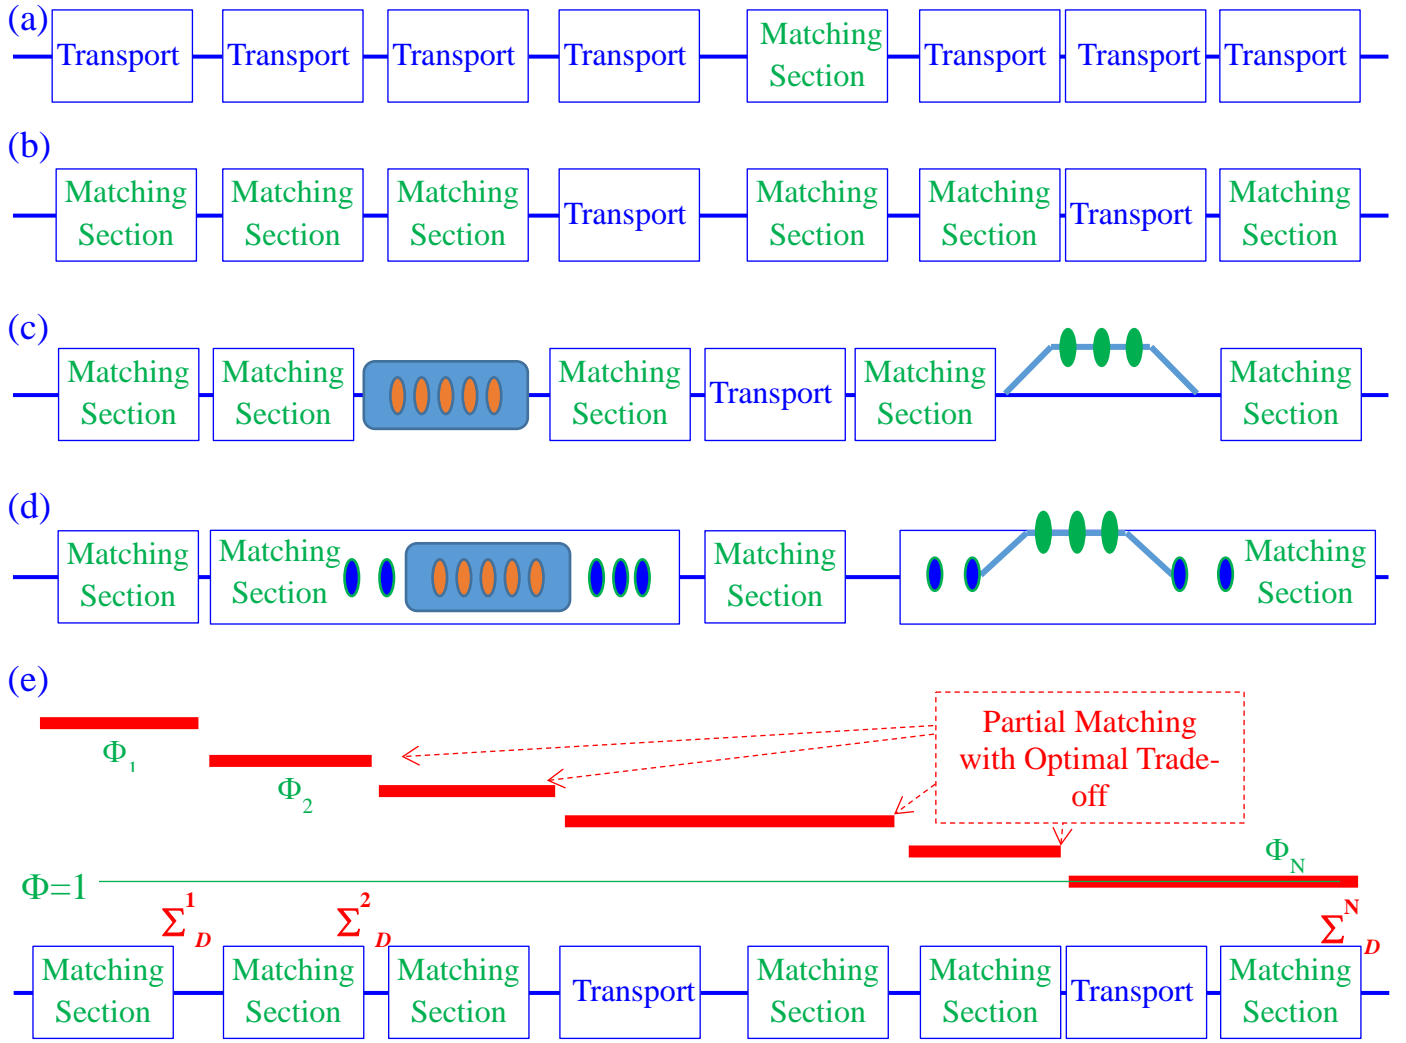 (a)
Transport
Transport
Transport
Transport
Matching
Section
Transport
Transport
Transport
(b)
Matching
Section
Matching
Section
Matching
Section
Transport
Matching
Section
Matching
Section
Transport
Matching
Section
(c)
Matching
Section
Matching
Section
Matching
Section
Transport
Matching
Section
Matching
Section
(d)
Matching
Section
Matching
Section
Matching
Section
Matching
Section
(e)
Partial Matching
with Optimal Trade-
off
Φ1
Φ2
ΦN
Φ=1
Σ1D
Σ2D
ΣND
Matching
Section
Matching
Section
Matching
Section
Transport
Matching
Section
Matching
Section
Transport
Matching
Section